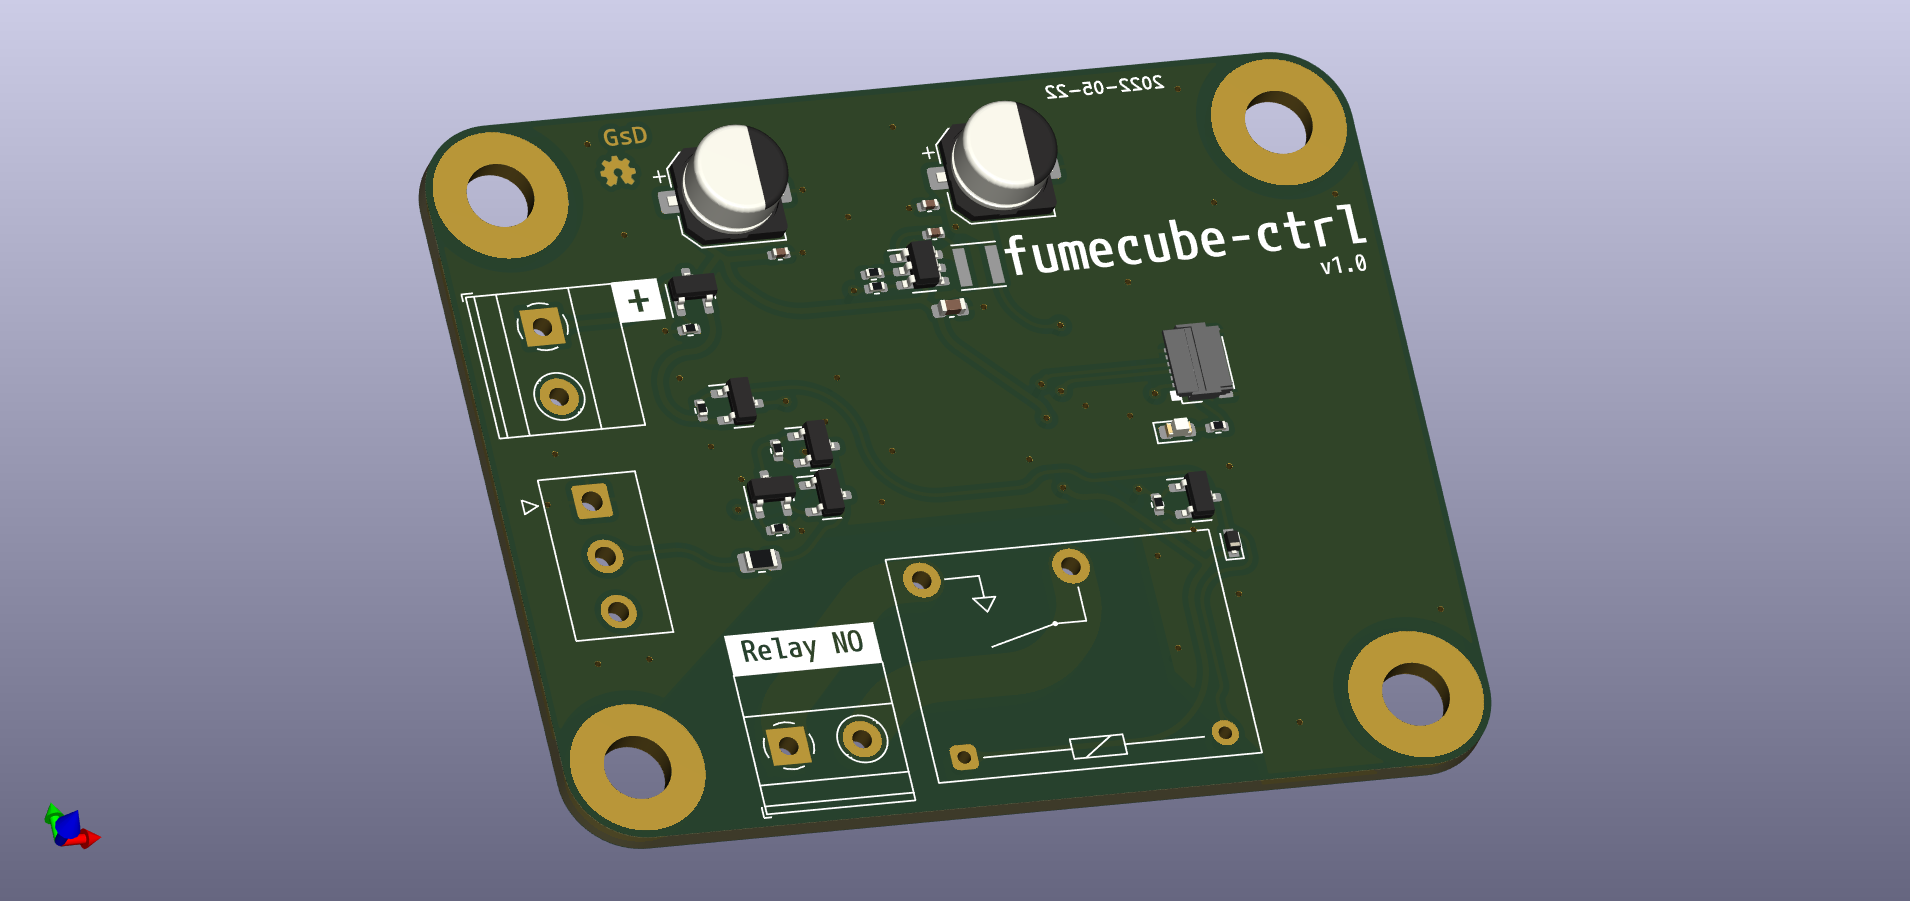 2022-05-22
GsD
+
+
fumecube-ctrl
v1.0
+
Relay NO